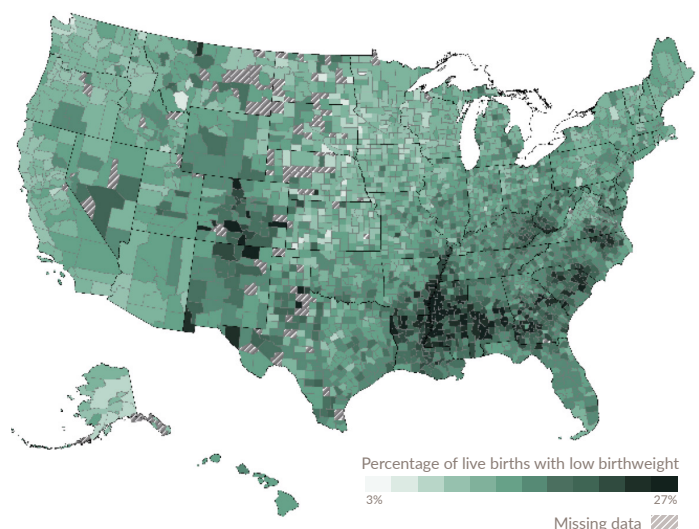 Percentage of live births with low birthweight
3% 27%
Missing data